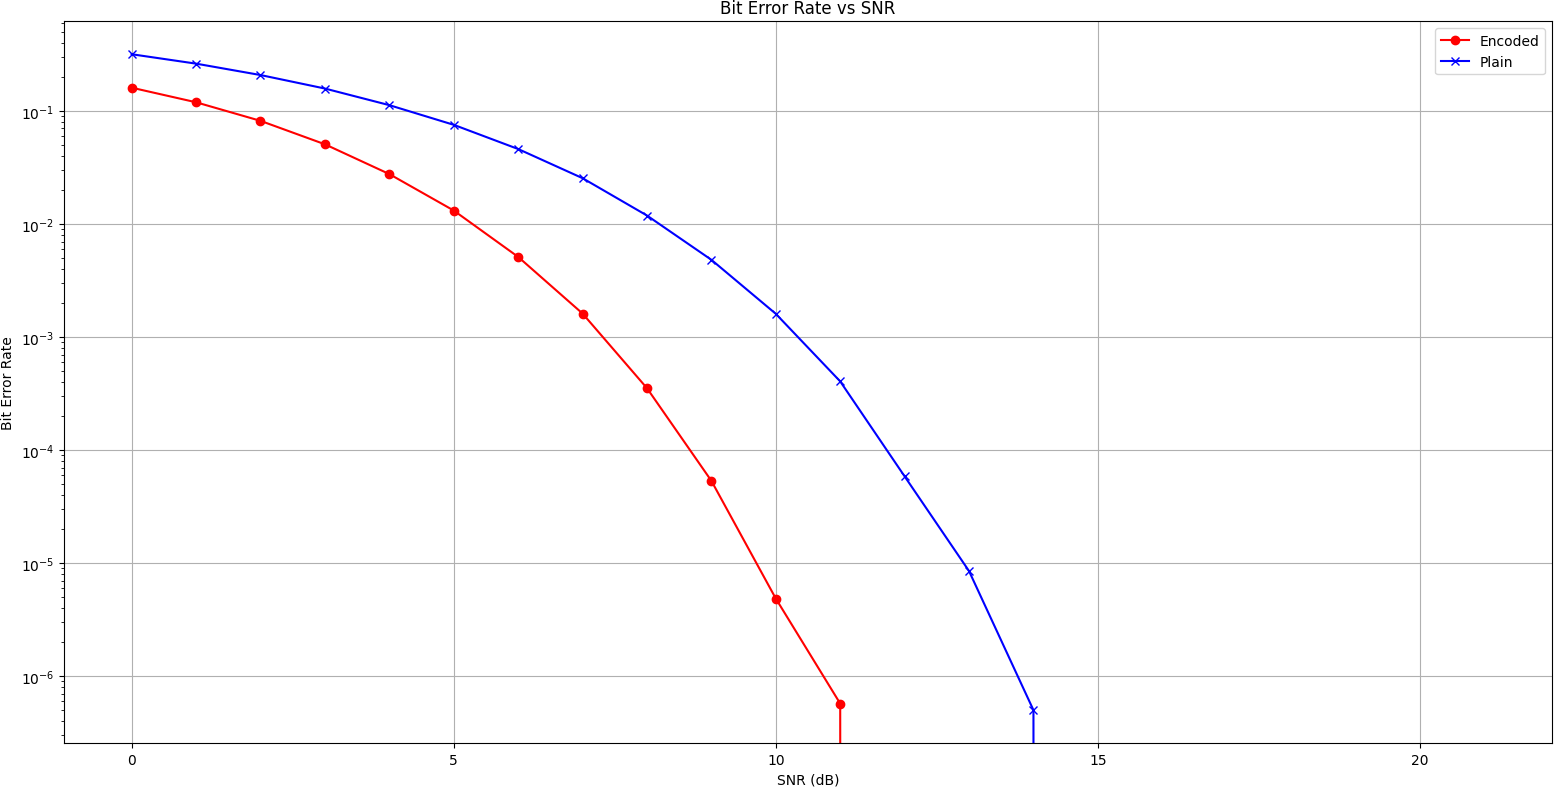 Bit Error Rate vs SNR
Encoded
Plain
Bit Error Rate
10⁻¹
10⁻²
10⁻³
10⁻⁴
10⁻⁵
10⁻⁶
0 5 10 15 20
SNR (dB)